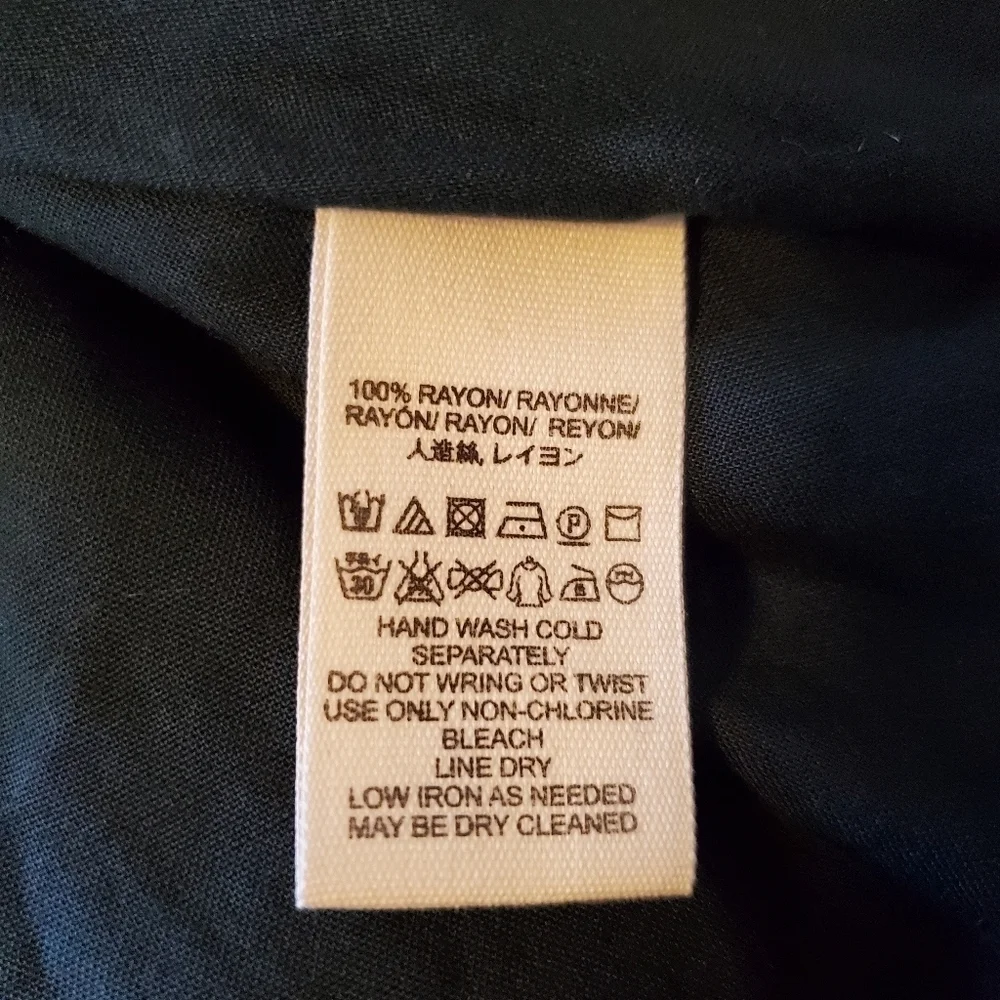 100% RAYON/ RAYONNE/
RAYÓN/ RAYON/ REYON/
人造絲, レイヨン
P
30
HAND WASH COLD
SEPARATELY
DO NOT WRING OR TWIST
USE ONLY NON-CHLORINE
BLEACH
LINE DRY
LOW IRON AS NEEDED
MAY BE DRY CLEANED